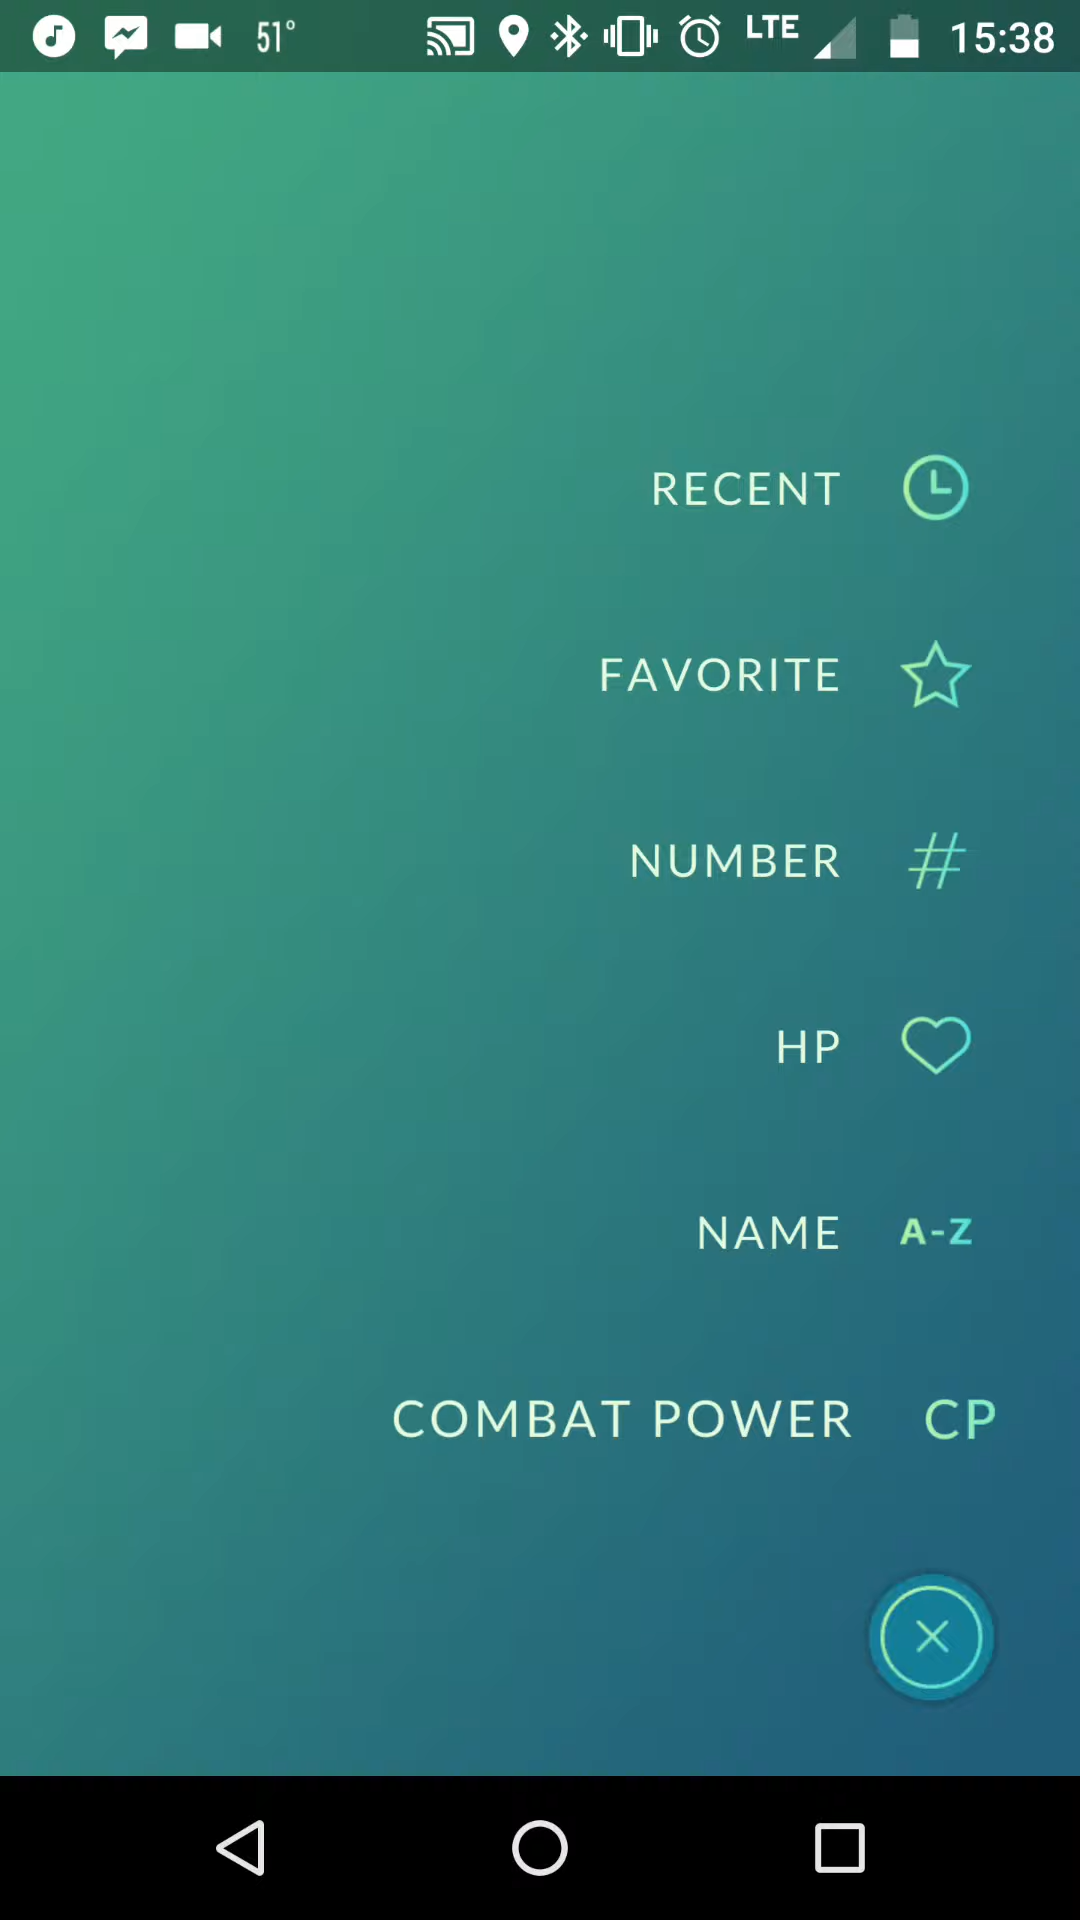 51° LTE 15:38
RECENT
FAVORITE
NUMBER #
HP
NAME A-Z
COMBAT POWER CP